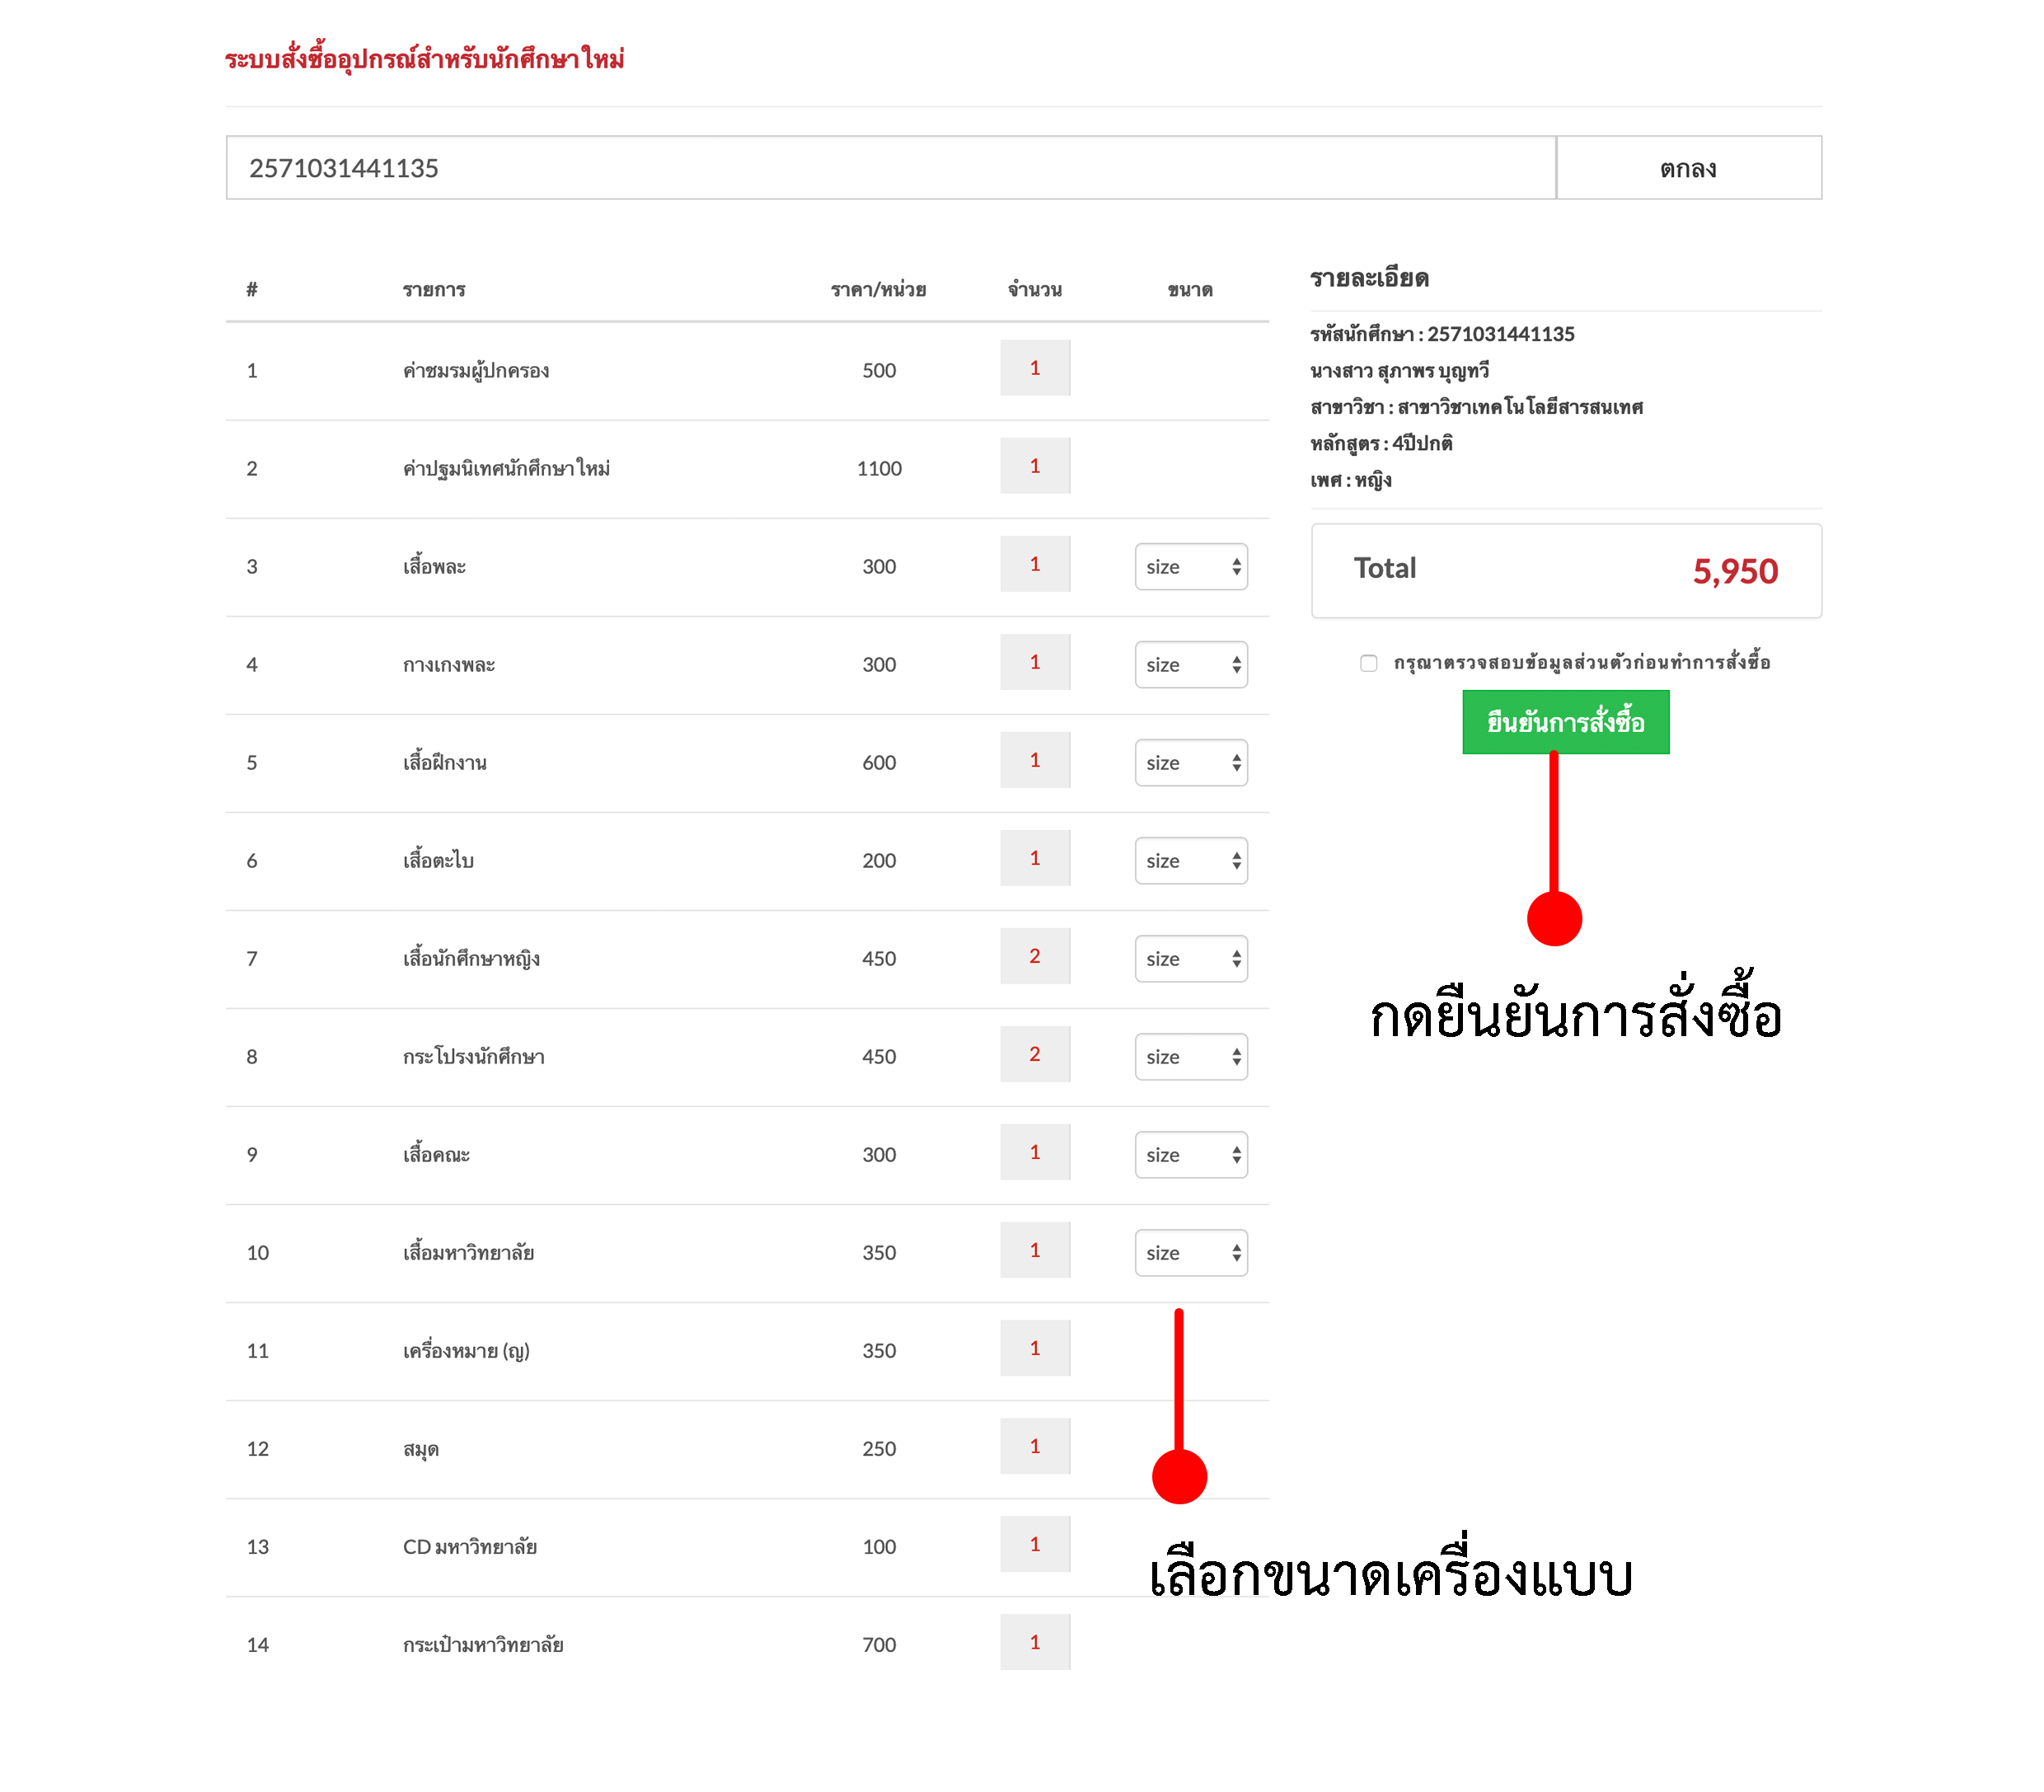 ระบบสั่งซื้ออุปกรณ์สำหรับนักศึกษาใหม่
2571031441135 ตกลง
# รายการ ราคา/หน่วย จำนวน ขนาด
1 ค่าชมรมผู้ปกครอง 500 1
2 ค่าปฐมนิเทศนักศึกษาใหม่ 1100 1
3 เสื้อพละ 300 1 size
4 กางเกงพละ 300 1 size
5 เสื้อฝึกงาน 600 1 size
6 เสื้อตะไบ 200 1 size
7 เสื้อนักศึกษาหญิง 450 2 size
8 กระโปรงนักศึกษา 450 2 size
9 เสื้อคณะ 300 1 size
10 เสื้อมหาวิทยาลัย 350 1 size
11 เครื่องหมาย (ญ) 350 1
12 สมุด 250 1
13 CD มหาวิทยาลัย 100 1
14 กระเป๋ามหาวิทยาลัย 700 1
รายละเอียด
รหัสนักศึกษา : 2571031441135
นางสาว สุภาพร บุญทวี
สาขาวิชา : สาขาวิชาเทคโนโลยีสารสนเทศ
หลักสูตร : 4ปีปกติ
เพศ : หญิง
Total 5,950
กรุณาตรวจสอบข้อมูลส่วนตัวก่อนทำการสั่งซื้อ
ยืนยันการสั่งซื้อ
กดยืนยันการสั่งซื้อ
เลือกขนาดเครื่องแบบ